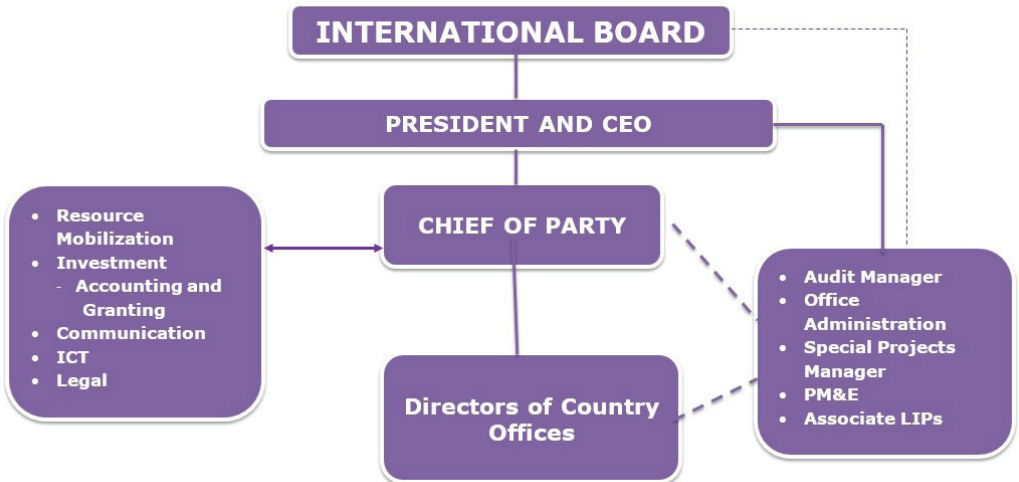 INTERNATIONAL BOARD
PRESIDENT AND CEO
CHIEF OF PARTY
• Resource
Mobilization
• Investment
- Accounting and
Granting
• Communication
• ICT
• Legal
• Audit Manager
• Office
Administration
• Special Projects
Manager
• PM&E
• Associate LIPs
Directors of Country
Offices